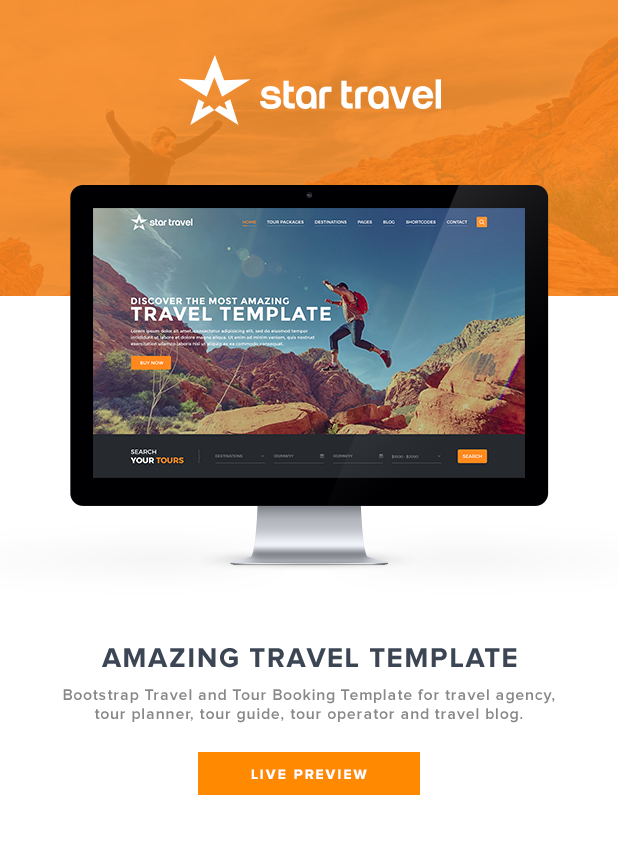 star travel
star travel
HOME TOUR PACKAGES DESTINATIONS PAGES BLOG SHORTCODES CONTACT
DISCOVER THE MOST AMAZING
TRAVEL TEMPLATE
Lorem ipsum dolor sit amet, consectetur adipisicing elit, sed do eiusmod tempor
incididunt ut labore et dolore magna aliqua. Ut enim ad minim veniam, quis nostrud
exercitation ullamco laboris nisi ut aliquip ex ea commodo consequat.
BUY NOW
SEARCH
YOUR TOURS
DESTINATIONS
SEARCH
AMAZING TRAVEL TEMPLATE
Bootstrap Travel and Tour Booking Template for travel agency,
tour planner, tour guide, tour operator and travel blog.
LIVE PREVIEW